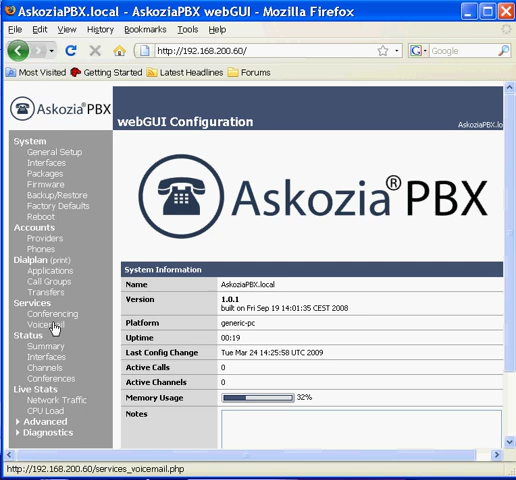 AskoziaPBX.local - AskoziaPBX webGUI - Mozilla Firefox
File Edit View History Bookmarks Tools Help
http://192.168.200.60/
Google
Most Visited Getting Started Latest Headlines Forums
Askozia®PBX
webGUI Configuration
AskoziaPBX.lo
System
General Setup
Interfaces
Packages
Firmware
Backup/Restore
Factory Defaults
Reboot
Accounts
Providers
Phones
Dialplan (print)
Applications
Call Groups
Transfers
Services
Conferencing
Voicemail
Status
Summary
Interfaces
Channels
Conferences
Live Stats
Network Traffic
CPU Load
Advanced
Diagnostics
Askozia®PBX
System Information
Name AskoziaPBX.local
Version 1.0.1
built on Fri Sep 19 14:01:35 CEST 2008
Platform generic-pc
Uptime 00:19
Last Config Change Tue Mar 24 14:25:58 UTC 2009
Active Calls 0
Active Channels 0
Memory Usage 32%
Notes
http://192.168.200.60/services_voicemail.php